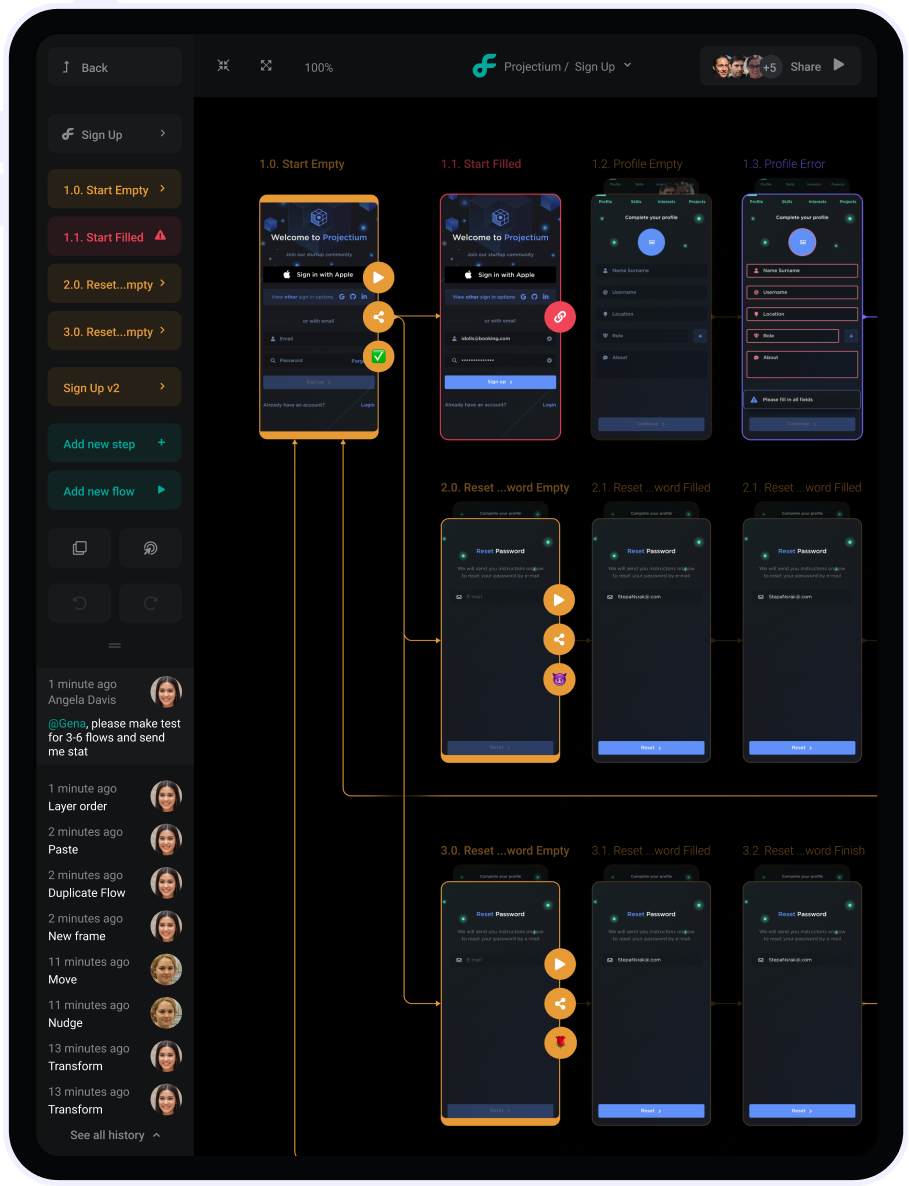 Back
100%
Projectium / Sign Up
+5
Share
Sign Up
1.0. Start Empty
1.1. Start Filled
2.0. Reset...mpty
3.0. Reset...mpty
Sign Up v2
Add new step +
Add new flow
1 minute ago
Angela Davis
@Gena, please make test
for 3-6 flows and send
me stat
1 minute ago
Layer order
2 minutes ago
Paste
2 minutes ago
Duplicate Flow
2 minutes ago
New frame
11 minutes ago
Move
11 minutes ago
Nudge
13 minutes ago
Transform
13 minutes ago
Transform
See all history
1.0. Start Empty
Welcome to Projectium
Join our startup community
Sign in with Apple
View other sign in options G in
or with email
Email
Password
Sign up
Already have an account? Login
1.1. Start Filled
Welcome to Projectium
Join our startup community
Sign in with Apple
View other sign in options G in
or with email
Sign up
Already have an account? Login
1.2. Profile Empty
Profile Skills Interests Projects
Complete your profile
Name Surname
Username
Location
Role +
About
Continue
1.3. Profile Error
Profile Skills Interests Projects
Profile Skills Interests Projects
Complete your profile
Name Surname
Username
Location
Role +
About
Please fill in all fields
Continue
2.0. Reset ...word Empty
Complete your profile
Reset Password
We will send you instructions on how
to reset your password by e-mail
E-mail
Reset
2.1. Reset ...word Filled
Complete your profile
Reset Password
We will send you instructions on how
to reset your password by e-mail
Reset
2.1. Reset ...word Filled
Complete your profile
Reset Password
We will send you instructions on how
to reset your password by e-mail
Reset
3.0. Reset ...word Empty
Complete your profile
Reset Password
We will send you instructions on how
to reset your password by e-mail
E-mail
Reset
3.1. Reset ...word Filled
Complete your profile
Reset Password
We will send you instructions on how
to reset your password by e-mail
Reset
3.2. Reset ...word Finish
Complete your profile
Reset Password
We will send you instructions on how
to reset your password by e-mail
Reset